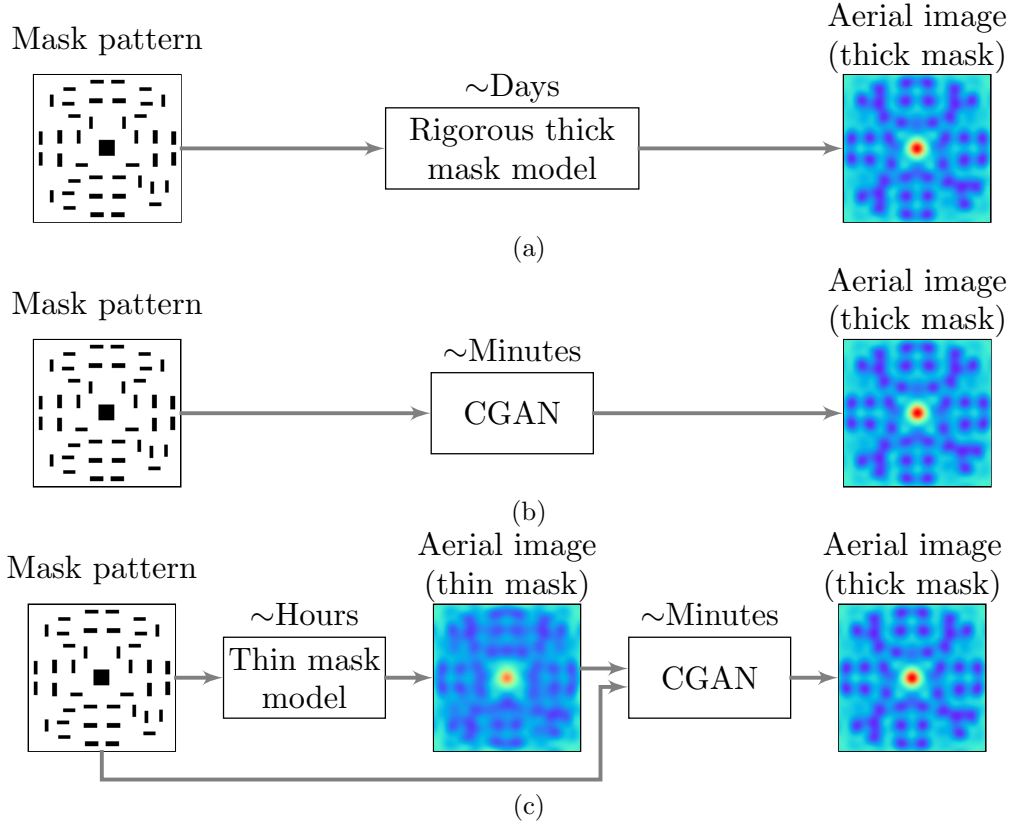 Mask pattern
∼Days
Rigorous thick
mask model
Aerial image
(thick mask)
(a)
Mask pattern
∼Minutes
CGAN
Aerial image
(thick mask)
(b)
Mask pattern
∼Hours
Thin mask
model
Aerial image
(thin mask)
∼Minutes
CGAN
Aerial image
(thick mask)
(c)